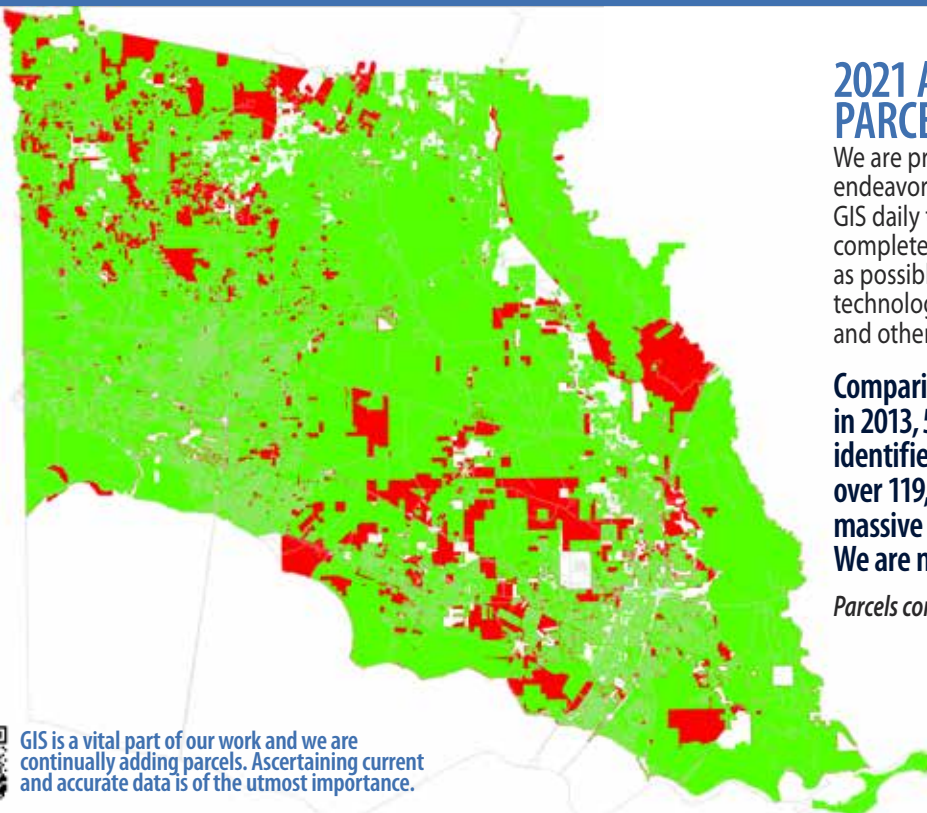 2021 A
PARCE
We are pr
endeavor
GIS daily
complete
as possibl
technolog
and other
Compari
in 2013, 5
identifie
over 119,
massive
We are n
Parcels cor
GIS is a vital part of our work and we are
continually adding parcels. Ascertaining current
and accurate data is of the utmost importance.